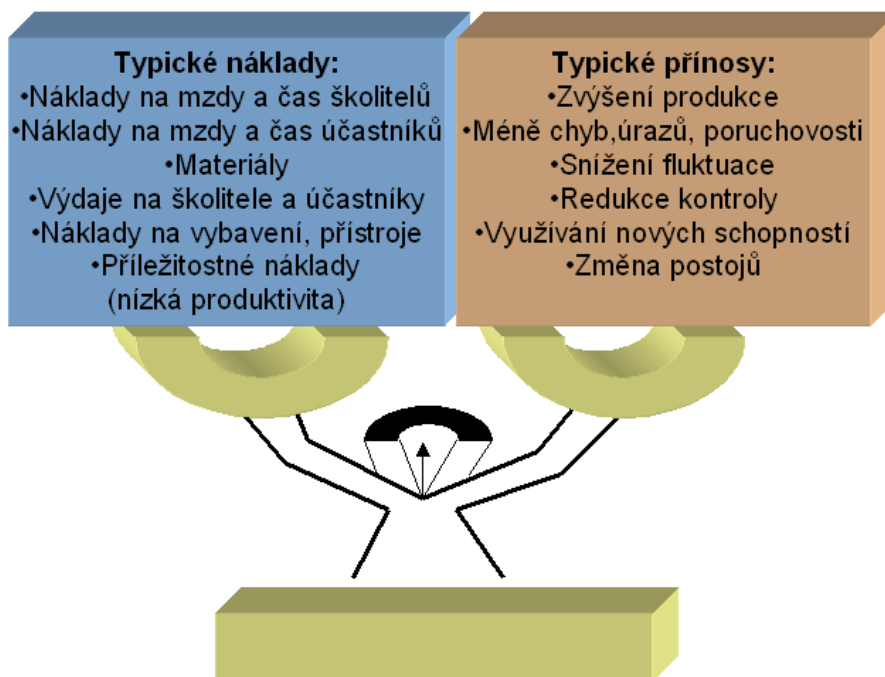 Typické náklady:
•Náklady na mzdy a čas školitelů
•Náklady na mzdy a čas účastníků
•Materiály
•Výdaje na školitele a účastníky
•Náklady na vybavení, přístroje
•Příležitostné náklady
(nízká produktivita)
Typické přínosy:
•Zvýšení produkce
•Méně chyb,úrazů, poruchovosti
•Snížení fluktuace
•Redukce kontroly
•Využívání nových schopností
•Změna postojů